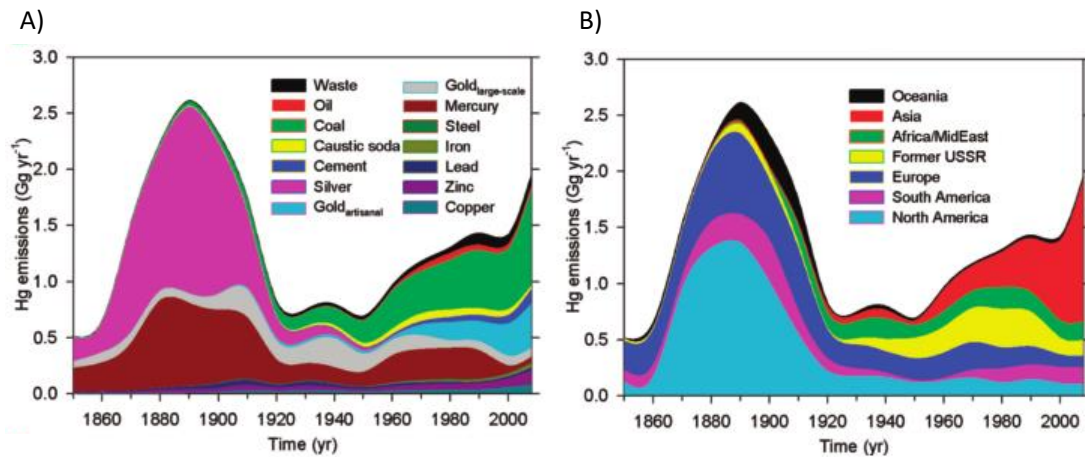 A)
B)
3.0
2.5
2.0
1.5
1.0
0.5
0.0
Hg emissions (Gg yr-1)
Waste
Oil
Coal
Caustic soda
Cement
Silver
Gold artisanal
Gold large-scale
Mercury
Steel
Iron
Lead
Zinc
Copper
1860 1880 1900 1920 1940 1960 1980 2000
Time (yr)
3.0
2.5
2.0
1.5
1.0
0.5
0.0
Hg emissions (Gg yr-1)
Oceania
Asia
Africa/MidEast
Former USSR
Europe
South America
North America
1860 1880 1900 1920 1940 1960 1980 2000
Time (yr)